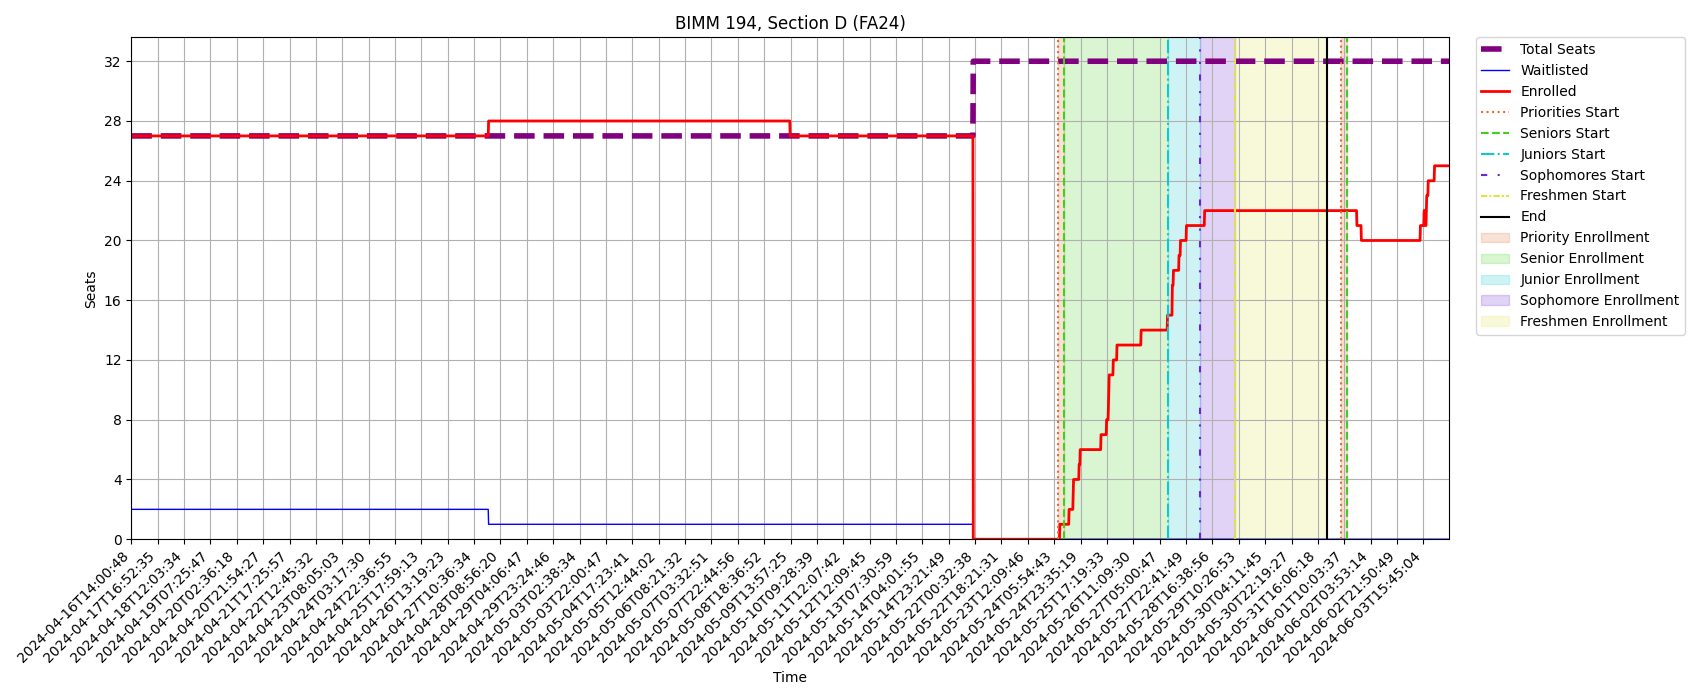 BIMM 194, Section D (FA24)
Total Seats
Waitlisted
Enrolled
Priorities Start
Seniors Start
Juniors Start
Sophomores Start
Freshmen Start
End
Priority Enrollment
Senior Enrollment
Junior Enrollment
Sophomore Enrollment
Freshmen Enrollment
Seats
32
28
24
20
16
12
8
4
0
2024-04-16T14:00:48
2024-04-17T16:52:35
2024-04-18T12:03:34
2024-04-19T07:25:47
2024-04-20T02:36:18
2024-04-20T21:54:27
2024-04-21T17:25:57
2024-04-22T12:45:32
2024-04-23T08:05:03
2024-04-24T03:17:30
2024-04-24T22:36:55
2024-04-25T17:59:13
2024-04-26T13:19:23
2024-04-27T10:36:34
2024-04-28T08:56:20
2024-04-29T04:06:47
2024-04-29T23:24:46
2024-05-03T02:38:34
2024-05-03T22:00:47
2024-05-04T17:23:41
2024-05-05T12:44:02
2024-05-06T08:21:32
2024-05-07T03:32:51
2024-05-07T22:44:56
2024-05-08T18:36:52
2024-05-09T13:57:25
2024-05-10T09:28:39
2024-05-11T12:07:42
2024-05-12T12:09:45
2024-05-13T07:30:59
2024-05-14T04:01:55
2024-05-14T23:21:49
2024-05-22T00:32:38
2024-05-22T18:21:31
2024-05-23T12:09:46
2024-05-24T05:54:43
2024-05-24T23:35:19
2024-05-25T17:19:33
2024-05-26T11:09:30
2024-05-27T05:00:47
2024-05-27T22:41:49
2024-05-28T16:38:56
2024-05-29T10:26:53
2024-05-30T04:11:45
2024-05-30T22:19:27
2024-05-31T16:06:18
2024-06-01T10:03:37
2024-06-02T03:53:14
2024-06-02T21:50:49
2024-06-03T15:45:04
Time